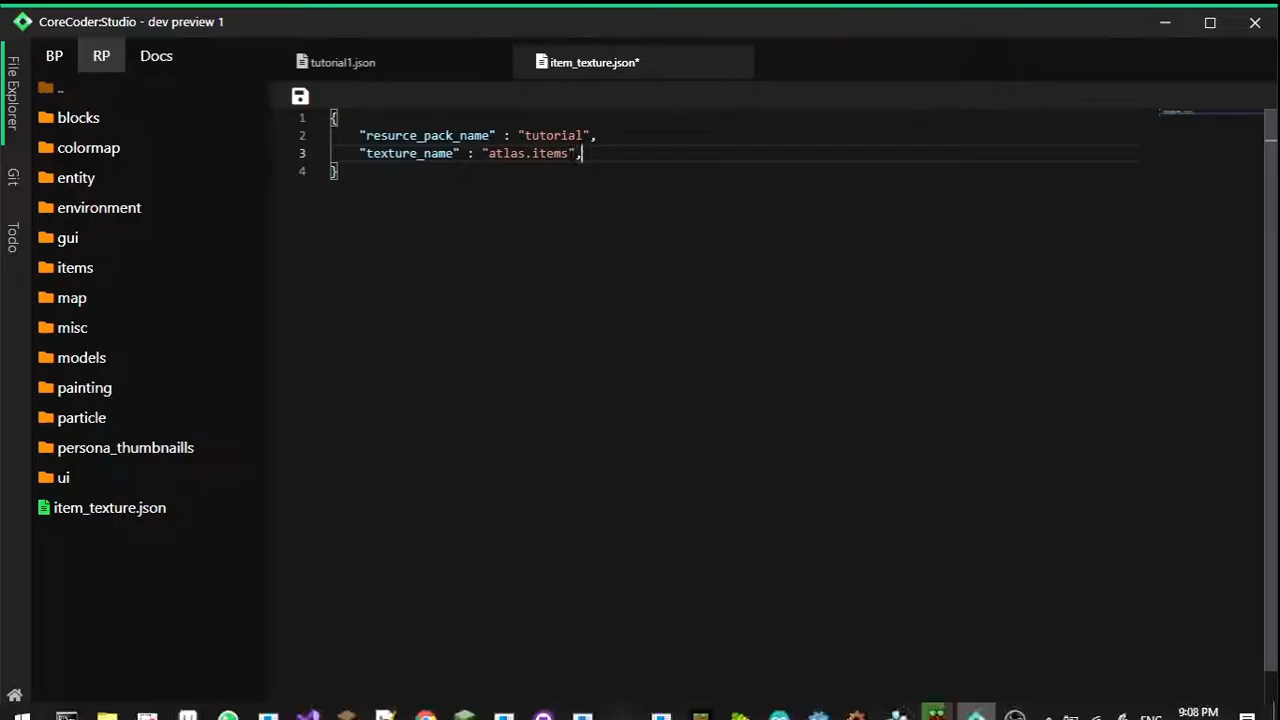 CoreCoder:Studio - dev preview 1
BP RP Docs
tutorial1.json
item_texture.json*
File Explorer
Git
Todo
..
blocks
colormap
entity
environment
gui
items
map
misc
models
painting
particle
persona_thumbnaills
ui
item_texture.json
1 {
2 "resurce_pack_name" : "tutorial",
3 "texture_name" : "atlas.items",
4 }
ENG
9:08 PM